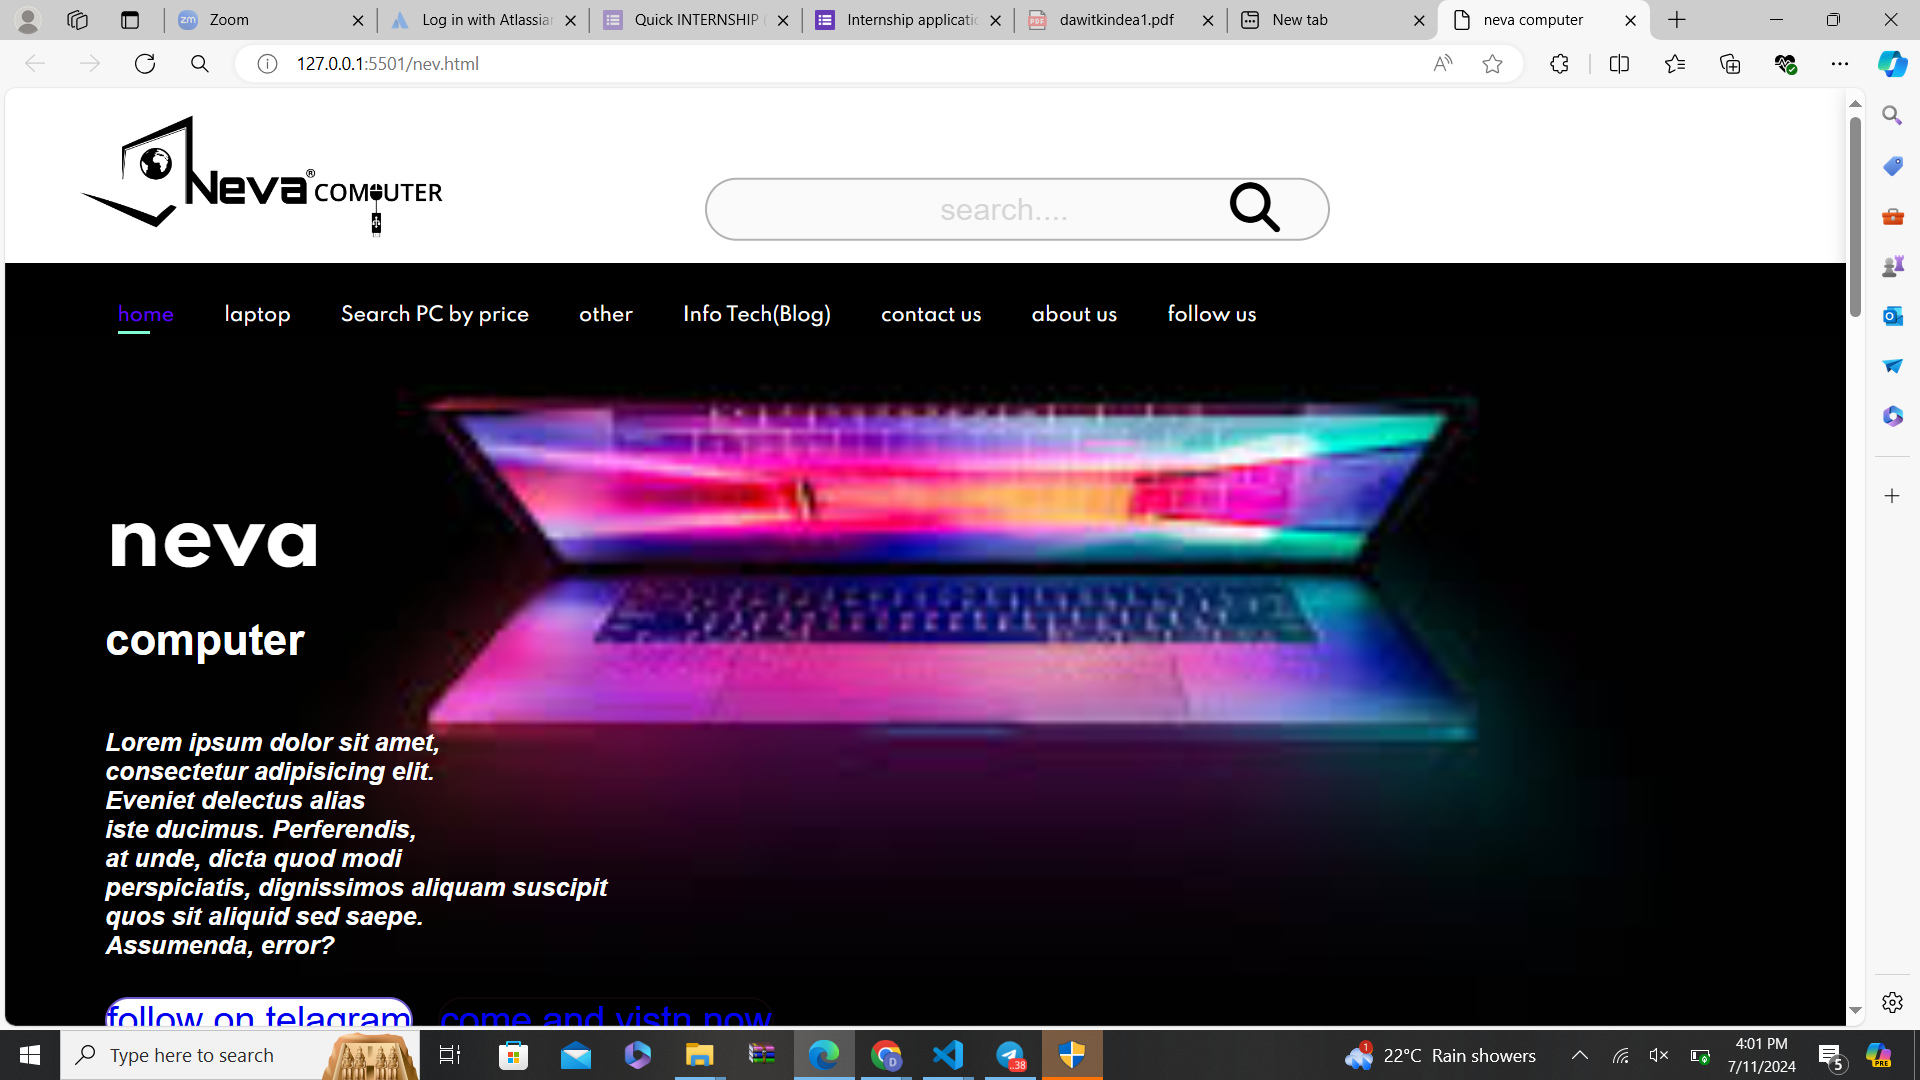 Zoom
Log in with Atlassian
Quick INTERNSHIP
Internship applicatio
dawitkindea1.pdf
New tab
neva computer
127.0.0.1:5501/nev.html
Neva® COMPUTER
search....
home
laptop
Search PC by price
other
Info Tech(Blog)
contact us
about us
follow us
neva
computer
Lorem ipsum dolor sit amet,
consectetur adipisicing elit.
Eveniet delectus alias
iste ducimus. Perferendis,
at unde, dicta quod modi
perspiciatis, dignissimos aliquam suscipit
quos sit aliquid sed saepe.
Assumenda, error?
follow on telagram
come and vistn now
Type here to search
22°C Rain showers
4:01 PM
7/11/2024